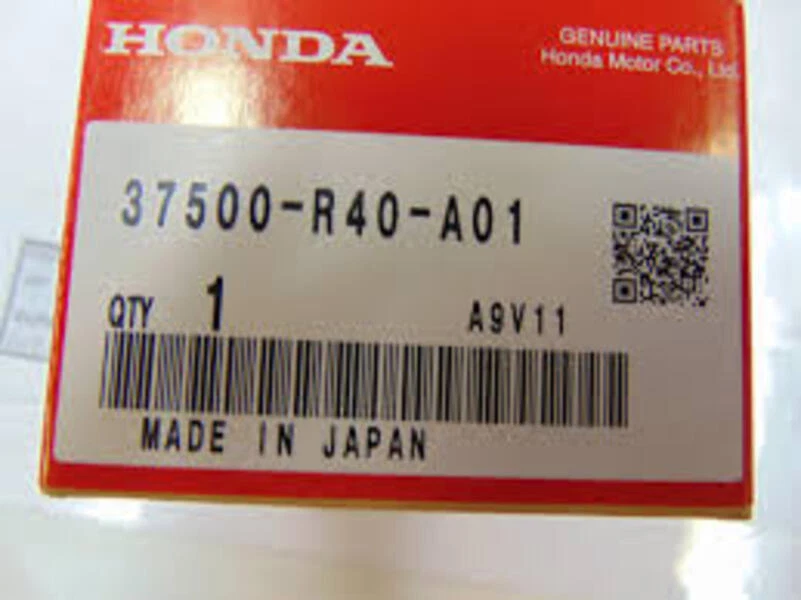 HONDA
GENUINE PARTS
Honda Motor Co., Ltd.
37500-R40-A01
QTY 1
A9V11
MADE IN JAPAN